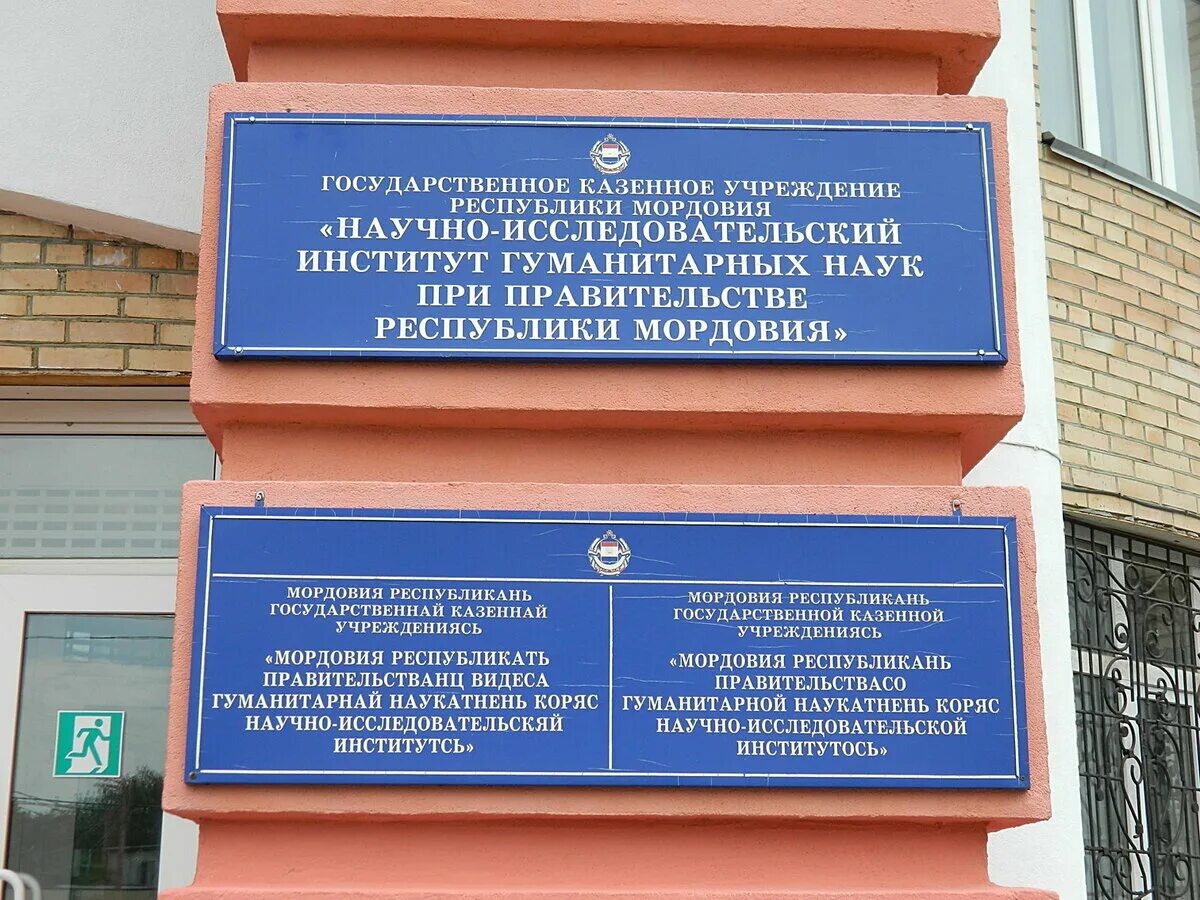 ГОСУДАРСТВЕННОЕ КАЗЕННОЕ УЧРЕЖДЕНИЕ
РЕСПУБЛИКИ МОРДОВИЯ
«НАУЧНО-ИССЛЕДОВАТЕЛЬСКИЙ
ИНСТИТУТ ГУМАНИТАРНЫХ НАУК
ПРИ ПРАВИТЕЛЬСТВЕ
РЕСПУБЛИКИ МОРДОВИЯ»
МОРДОВИЯ РЕСПУБЛИКАНЬ
ГОСУДАРСТВЕННАЙ КАЗЕННАЙ
УЧРЕЖДЕНИЯСЬ
«МОРДОВИЯ РЕСПУБЛИКАТЬ
ПРАВИТЕЛЬСТВАНЦ ВИДЕСА
ГУМАНИТАРНАЙ НАУКАТНЕНЬ КОРЯС
НАУЧНО-ИССЛЕДОВАТЕЛЬСКЯЙ
ИНСТИТУТСЬ»
МОРДОВИЯ РЕСПУБЛИКАНЬ
ГОСУДАРСТВЕННОЙ КАЗЕННОЙ
УЧРЕЖДЕНИЯСЬ
«МОРДОВИЯ РЕСПУБЛИКАНЬ
ПРАВИТЕЛЬСТВАСО
ГУМАНИТАРНОЙ НАУКАТНЕНЬ КОРЯС
НАУЧНО-ИССЛЕДОВАТЕЛЬСКОЙ
ИНСТИТУТОСЬ»